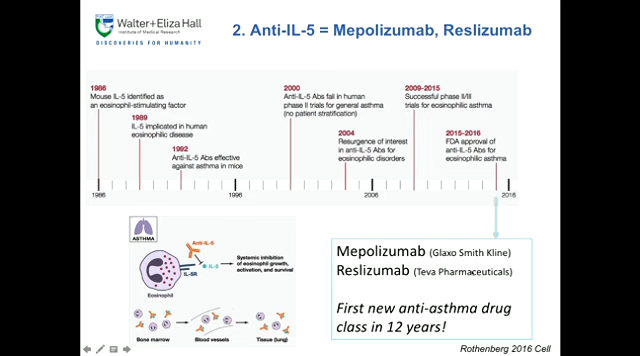 Walter+Eliza Hall
Institute of Medical Research
DISCOVERIES FOR HUMANITY
2. Anti-IL-5 = Mepolizumab, Reslizumab
1986
Mouse IL-5 identified as
an eosinophil-stimulating factor
1989
IL-5 implicated in human
eosinophilic disease
1992
Anti-IL-5 Abs effective
against asthma in mice
2000
Anti-IL-5 Abs fail in human
phase II trials for general asthma
(no patient stratification)
2004
Resurgence of interest
in anti-IL-5 Abs for
eosinophilic disorders
2009-2015
Successful phase II/III
trials for eosinophilic asthma
2015-2016
FDA approval of
anti-IL-5 Abs for
eosinophilic asthma
1986
1996
2006
2016
ASTHMA
Anti-IL-5
IL-5
IL-5R
Eosinophil
Systemic inhibition
of eosinophil growth,
activation, and survival
Bone marrow
Blood vessels
Tissue (lung)
Mepolizumab (Glaxo Smith Kline)
Reslizumab (Teva Pharmaceuticals)
First new anti-asthma drug
class in 12 years!
Rothenberg 2016 Cell